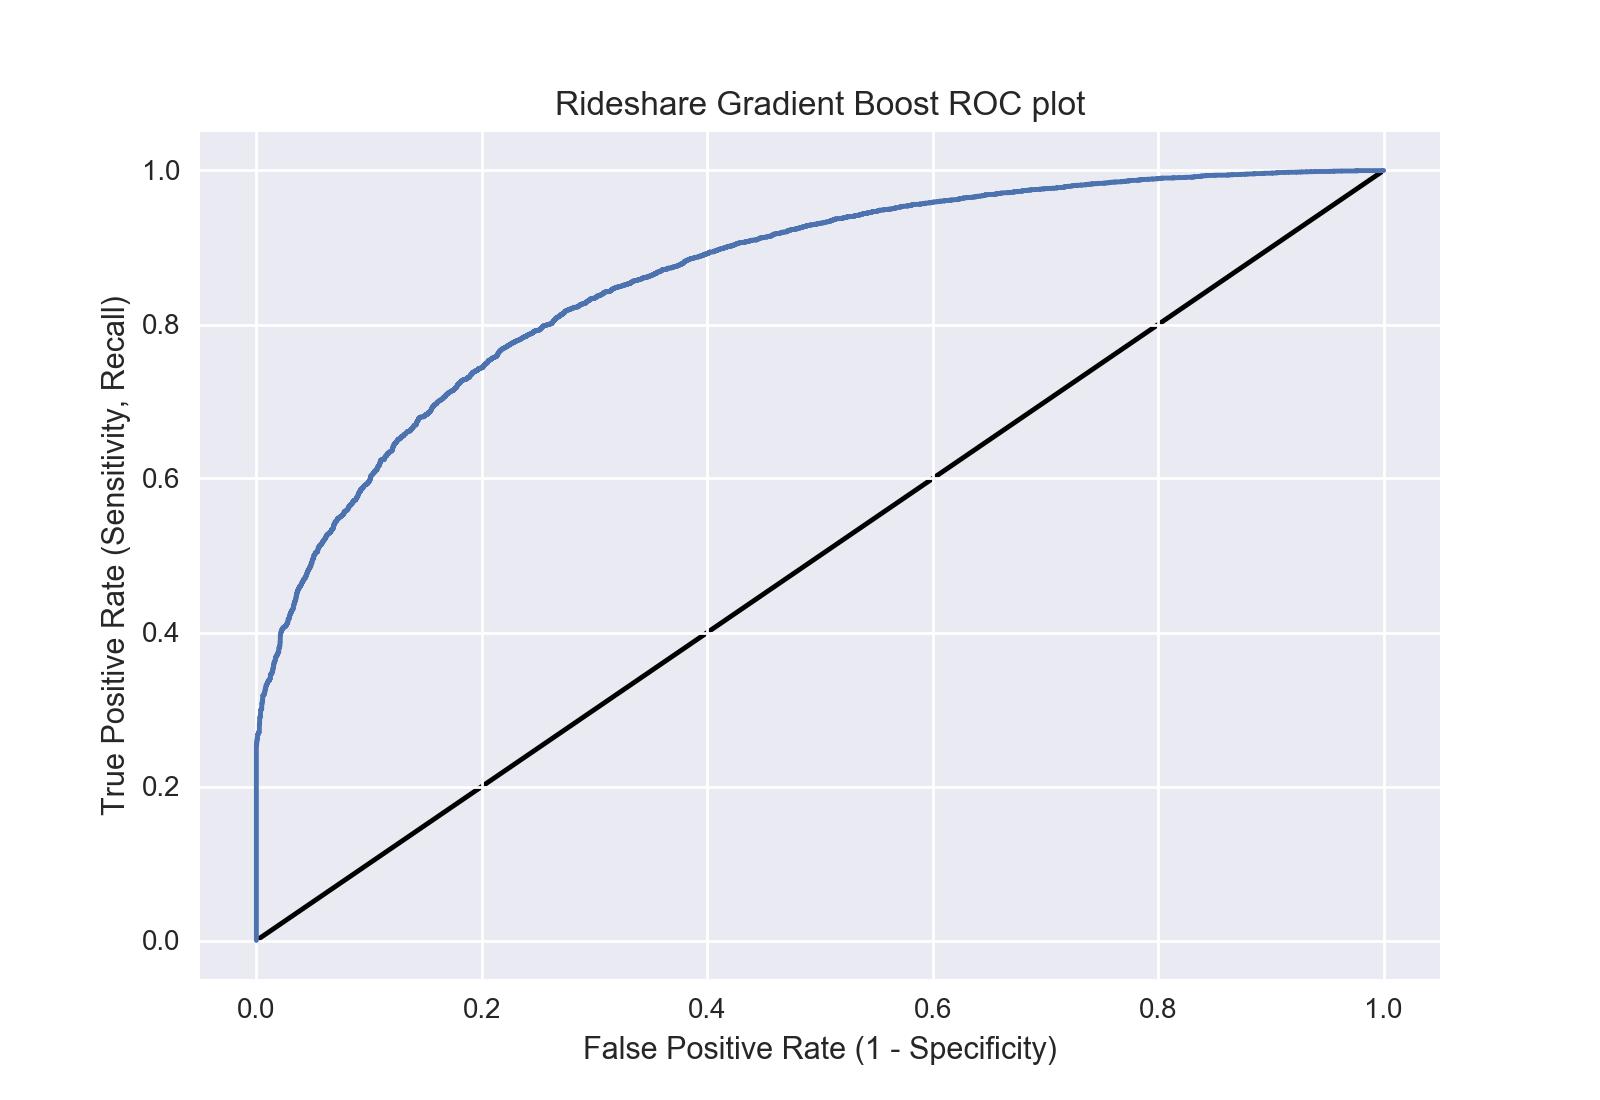 Rideshare Gradient Boost ROC plot
True Positive Rate (Sensitivity, Recall)
1.0
0.8
0.6
0.4
0.2
0.0
0.0 0.2 0.4 0.6 0.8 1.0
False Positive Rate (1 - Specificity)